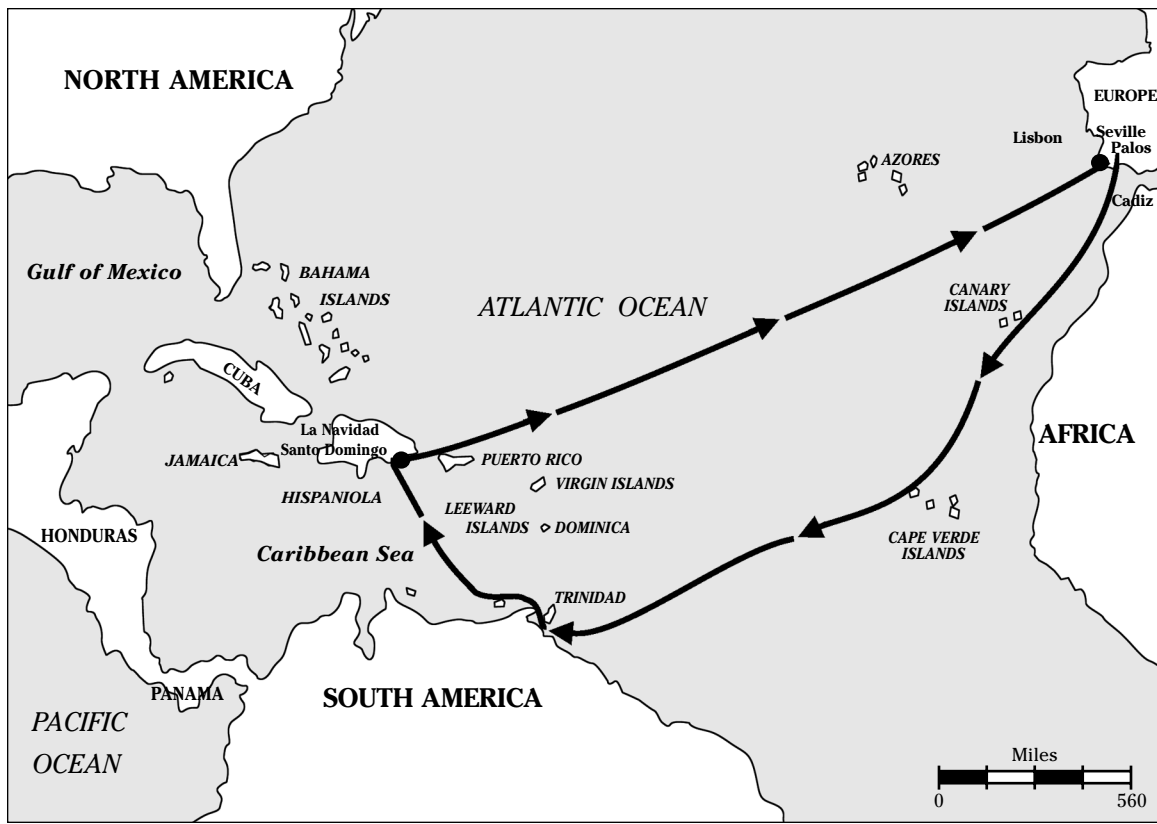 NORTH AMERICA
EUROPE
Lisbon
Seville
Palos
AZORES
Cadiz
Gulf of Mexico
BAHAMA
ISLANDS
ATLANTIC OCEAN
CANARY
ISLANDS
CUBA
La Navidad
Santo Domingo
AFRICA
JAMAICA
PUERTO RICO
HISPANIOLA
VIRGIN ISLANDS
LEEWARD
ISLANDS
DOMINICA
HONDURAS
Caribbean Sea
CAPE VERDE
ISLANDS
TRINIDAD
PANAMA
SOUTH AMERICA
PACIFIC
OCEAN
Miles
0 560